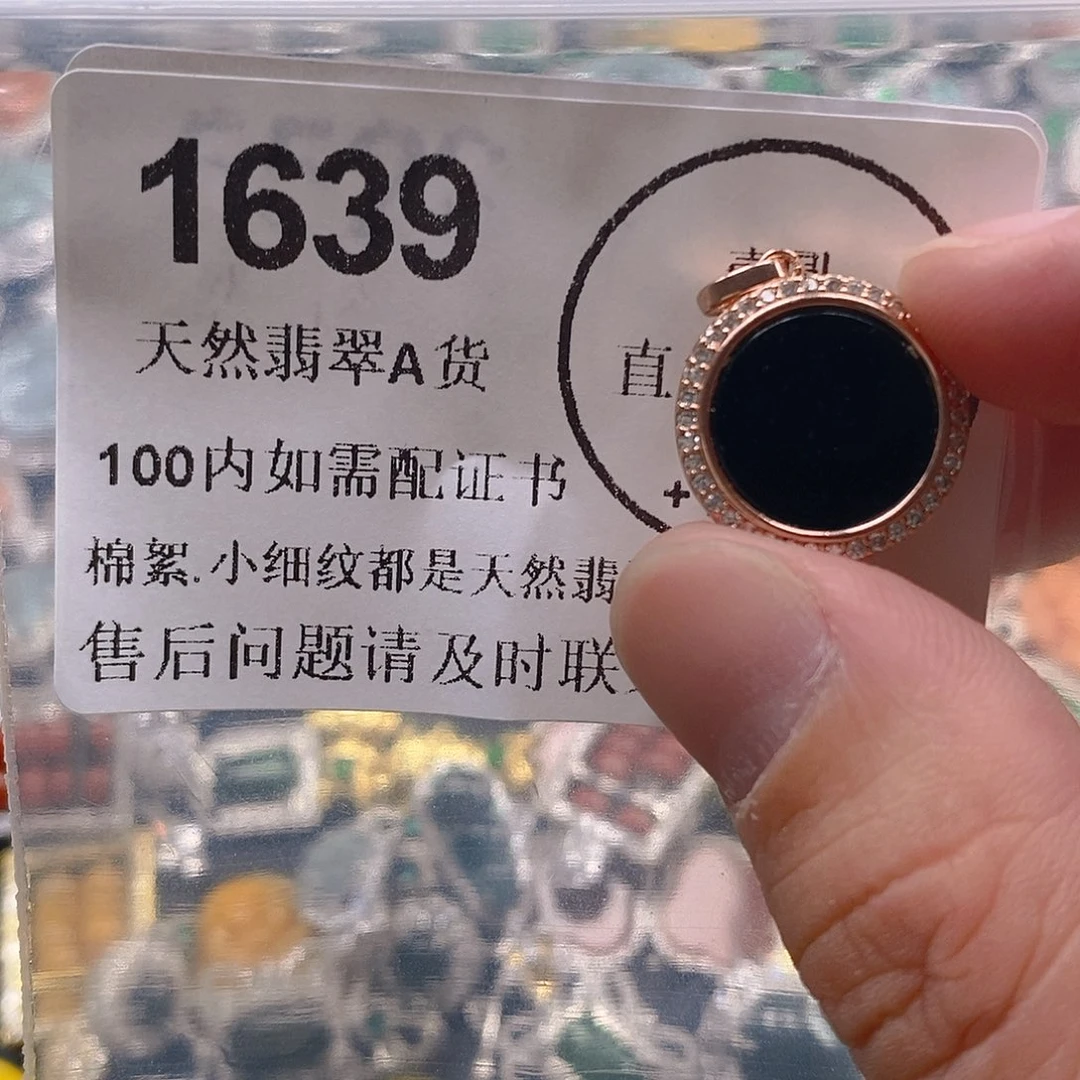 1639
天然翡翠A货
直
+
100内如需配证书
棉絮.小细纹都是天然翡
售后问题请及时联